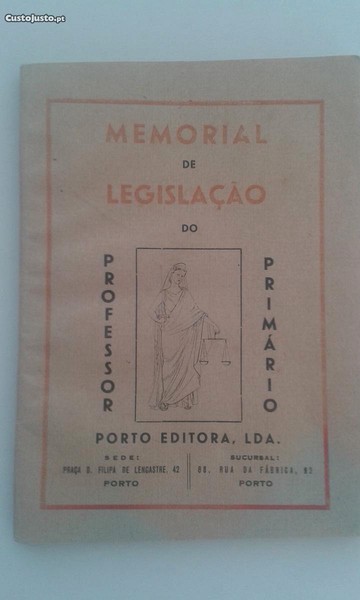 CustoJusto.pt
MEMORIAL
DE
LEGISLAÇÃO
DO
PROFESSOR
PRIMÁRIO
PORTO EDITORA, LDA.
SEDE:
PRAÇA D. FILIPA DE LENCASTRE, 42
PORTO
SUCURSAL:
RUA DA FÁBRICA,
PORTO